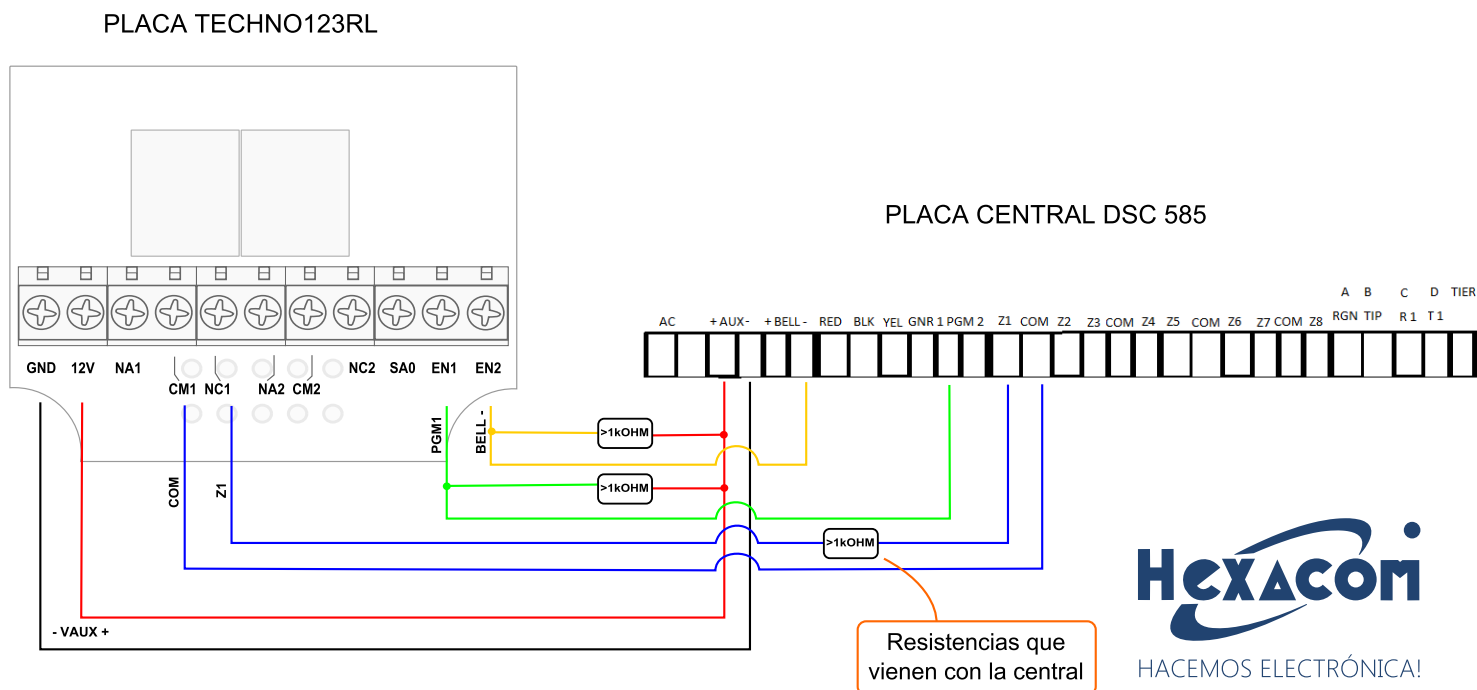 PLACA TECHNO123RL
PLACA CENTRAL DSC 585
A B C D TIER
RGN TIP R 1 T 1
AC + AUX - + BELL - RED BLK YEL GNR 1 PGM 2 Z1 COM Z2 Z3 COM Z4 Z5 COM Z6 Z7 COM Z8
GND 12V NA1 CM1 NC1 NA2 CM2 NC2 SA0 EN1 EN2
PGM1
BELL -
>1kOHM
COM
Z1
>1kOHM
>1kOHM
- VAUX +
Resistencias que
vienen con la central
HEXACOM
HACEMOS ELECTRÓNICA!